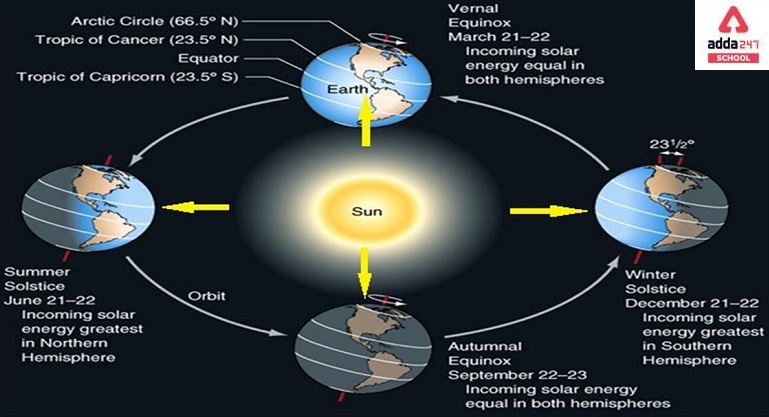 Arctic Circle (66.5° N)
Tropic of Cancer (23.5° N)
Equator
Tropic of Capricorn (23.5° S)
Earth
Vernal
Equinox
March 21–22
Incoming solar
energy equal in
both hemispheres
adda247
SCHOOL
23½°
Sun
Summer
Solstice
June 21–22
Incoming solar
energy greatest
in Northern
Hemisphere
Orbit
Autumnal
Equinox
September 22–23
Incoming solar energy
equal in both hemispheres
Winter
Solstice
December 21–22
Incoming solar
energy greatest
in Southern
Hemisphere